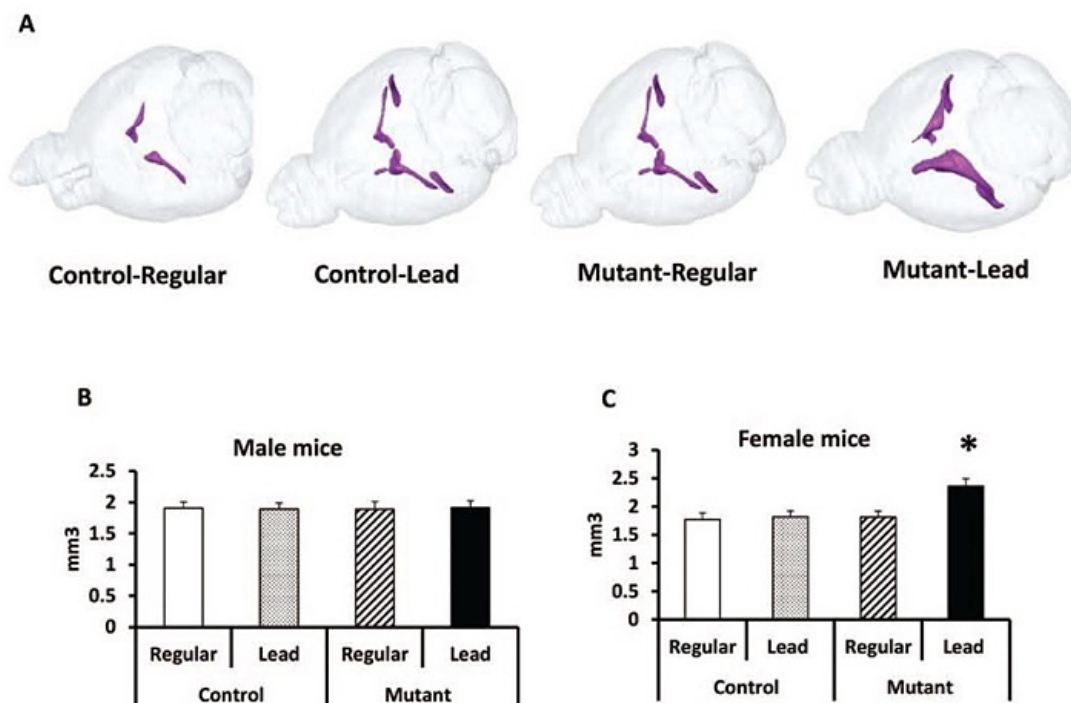 A
Control-Regular
Control-Lead
Mutant-Regular
Mutant-Lead
B
Male mice
mm3
2.5
2
1.5
1
0.5
0
Regular
Lead
Regular
Lead
Control
Mutant
C
Female mice
*
mm3
3
2.5
2
1.5
1
0.5
0
Regular
Lead
Regular
Lead
Control
Mutant